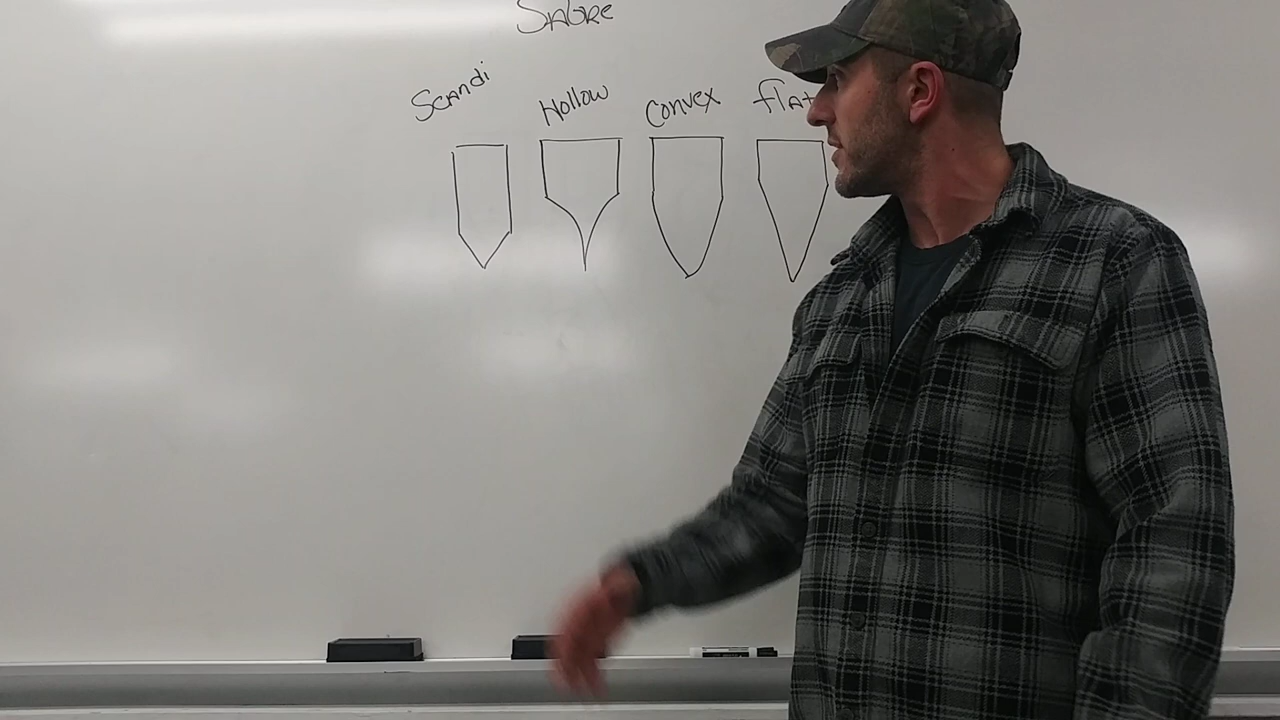 Sabre
Scandi
Hollow
Convex
flat